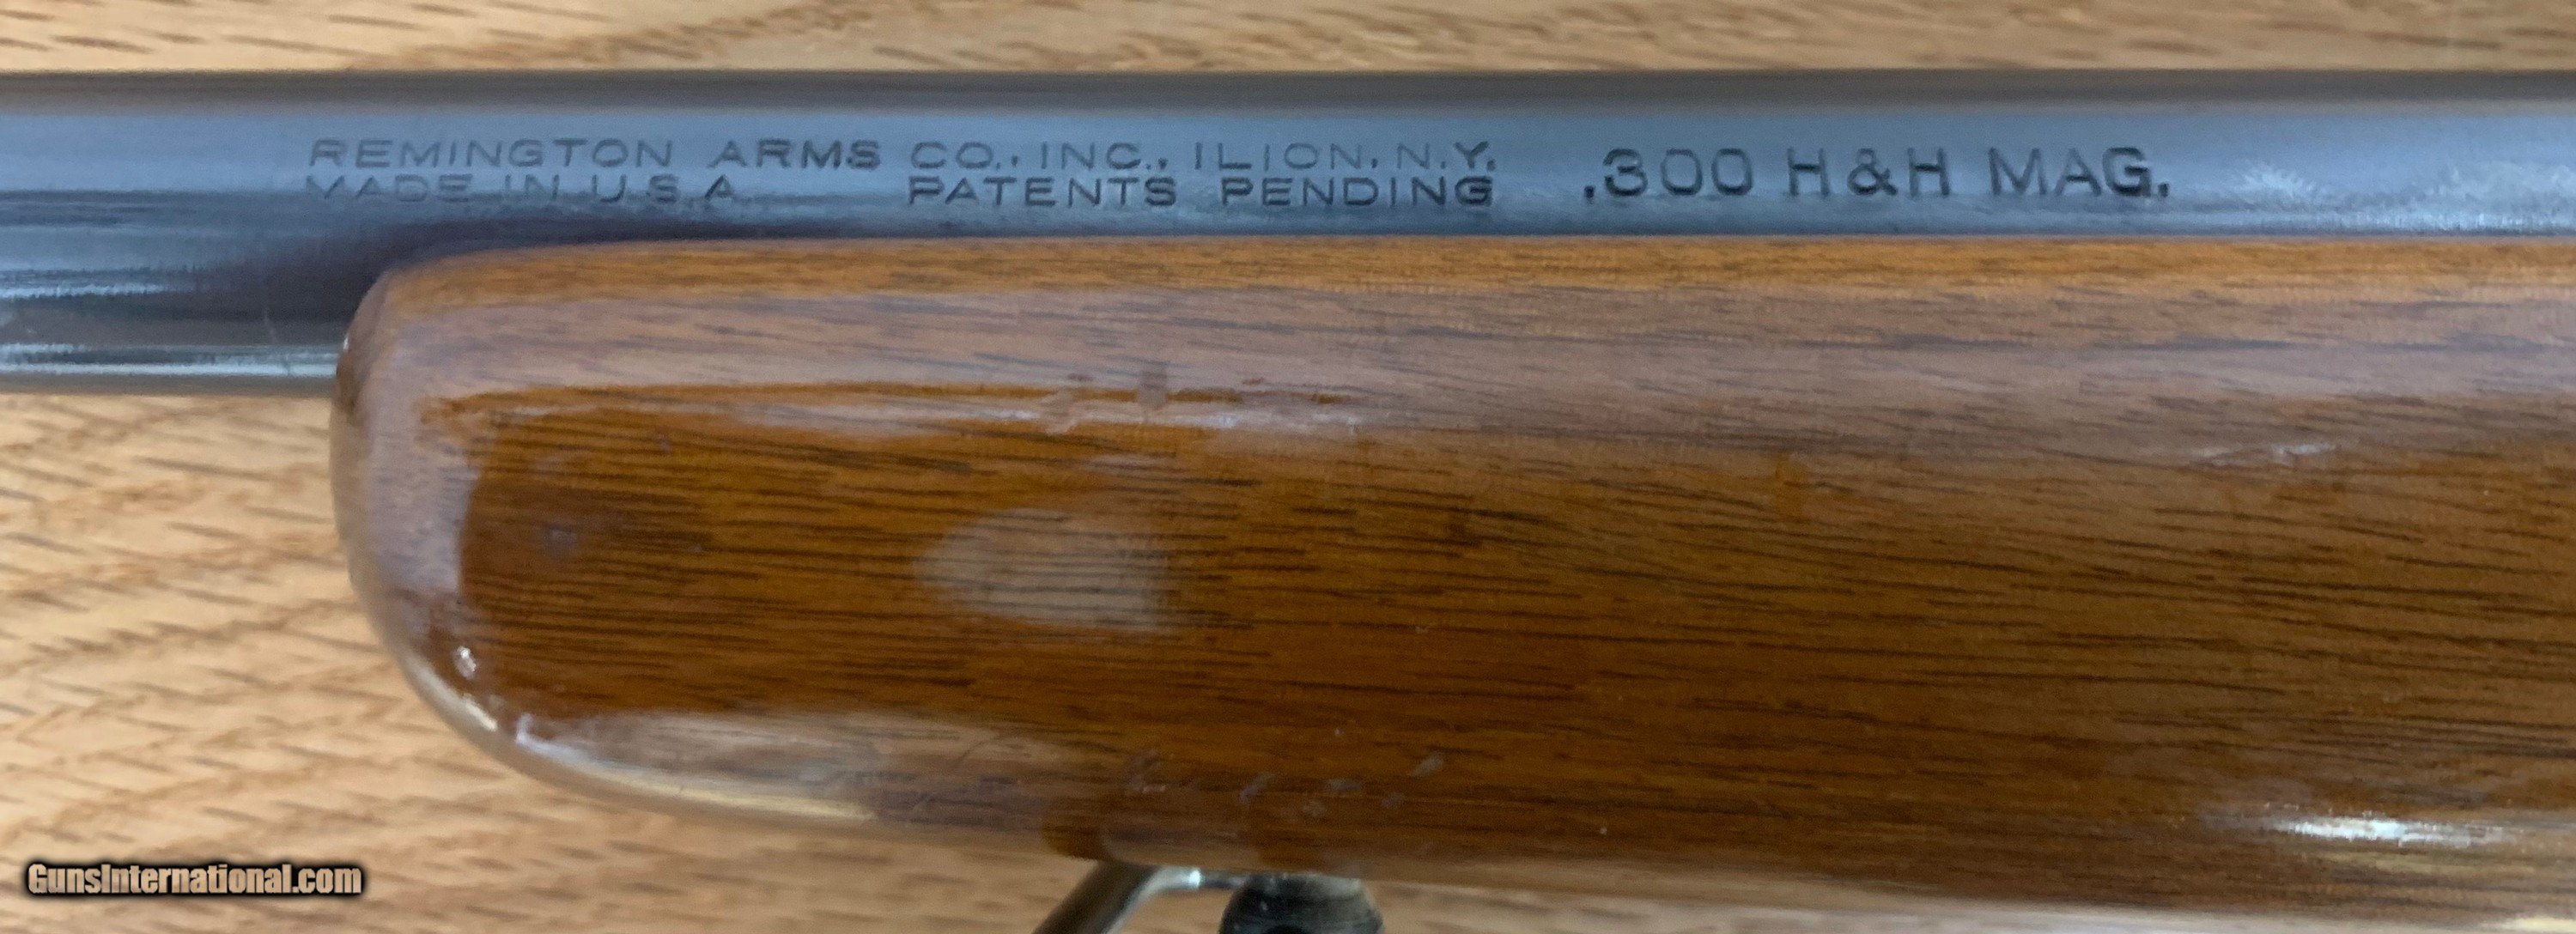 REMINGTON ARMS CO., INC., ILION, N.Y.
MADE IN U.S.A. PATENTS PENDING
.300 H&H MAG.
GunsInternational.com